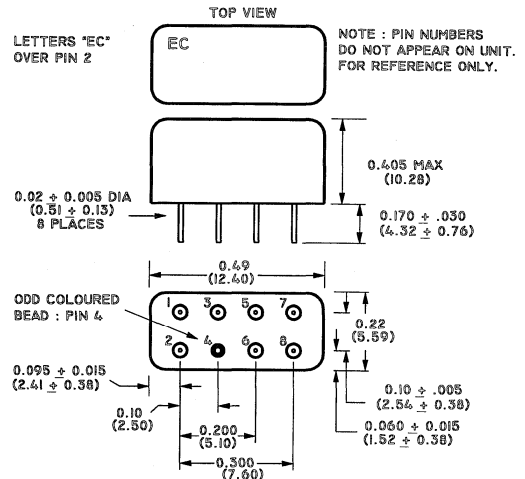 TOP VIEW
LETTERS "EC"
OVER PIN 2
EC
NOTE : PIN NUMBERS
DO NOT APPEAR ON UNIT.
FOR REFERENCE ONLY.
0.405 MAX
(10.28)
0.02 ± 0.005 DIA
(0.51 ± 0.13)
8 PLACES
0.170 ± .030
(4.32 ± 0.76)
0.49
(12.40)
ODD COLOURED
BEAD : PIN 4
1 3 5 7
2 4 6 8
0.22
(5.59)
0.095 ± 0.015
(2.41 ± 0.38)
0.10
(2.50)
0.10 ± .005
(2.54 ± 0.38)
0.200
(5.10)
0.060 ± 0.015
(1.52 ± 0.38)
0.300
(7.60)